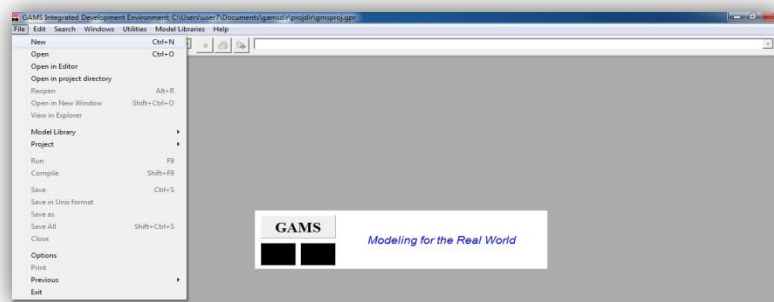 GAMS Integrated Development Environment: C:\Users\user7\Documents\gamsdir\projdir\gmsproj.gpr
File Edit Search Windows Utilities Model Libraries Help
New Ctrl+N
Open Ctrl+O
Open in Editor
Open in project directory
Reopen Alt+R
Open in New Window Shift+Ctrl+O
View in Explorer
Model Library
Project
Run F9
Compile Shift+F9
Save Ctrl+S
Save in Unix format
Save as
Save All Shift+Ctrl+S
Close
Options
Print
Previous
Exit
GAMS
Modeling for the Real World